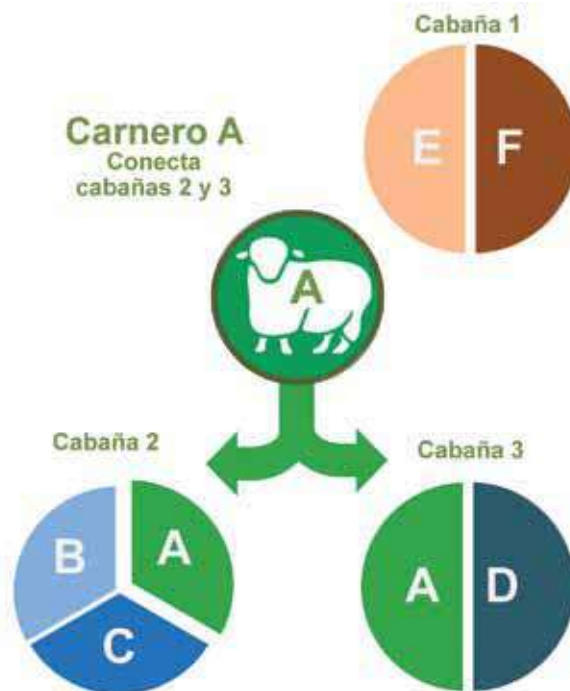 Cabaña 1
E F
Carnero A
Conecta
cabañas 2 y 3
A
Cabaña 2
B A
C
Cabaña 3
A D